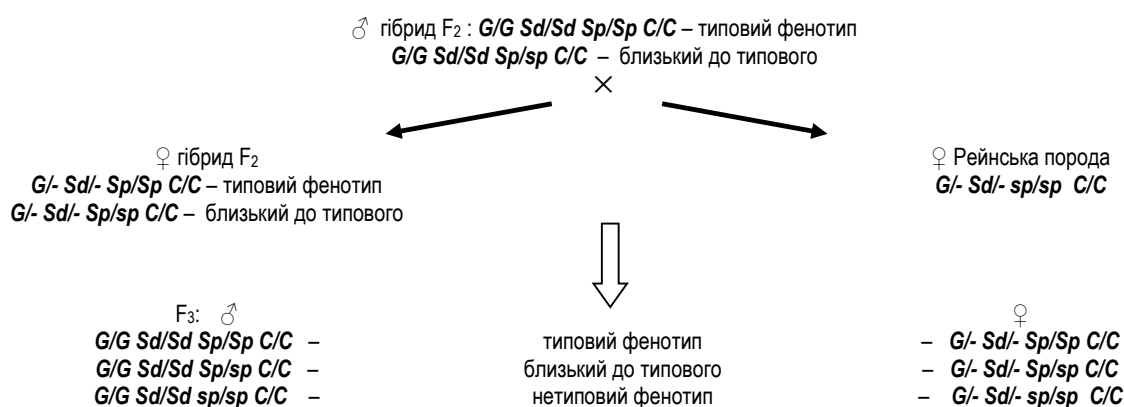 ♂ гібрид F₂ : G/G Sd/Sd Sp/Sp C/C – типовий фенотип
G/G Sd/Sd Sp/sp C/C – близький до типового
×
♀ гібрид F₂
G/- Sd/- Sp/Sp C/C – типовий фенотип
G/- Sd/- Sp/sp C/C – близький до типового
♀ Рейнська порода
G/- Sd/- sp/sp C/C
F₃: ♂ ♀
G/G Sd/Sd Sp/Sp C/C – типовий фенотип – G/- Sd/- Sp/Sp C/C
G/G Sd/Sd Sp/sp C/C – близький до типового – G/- Sd/- Sp/sp C/C
G/G Sd/Sd sp/sp C/C – нетиповий фенотип – G/- Sd/- sp/sp C/C